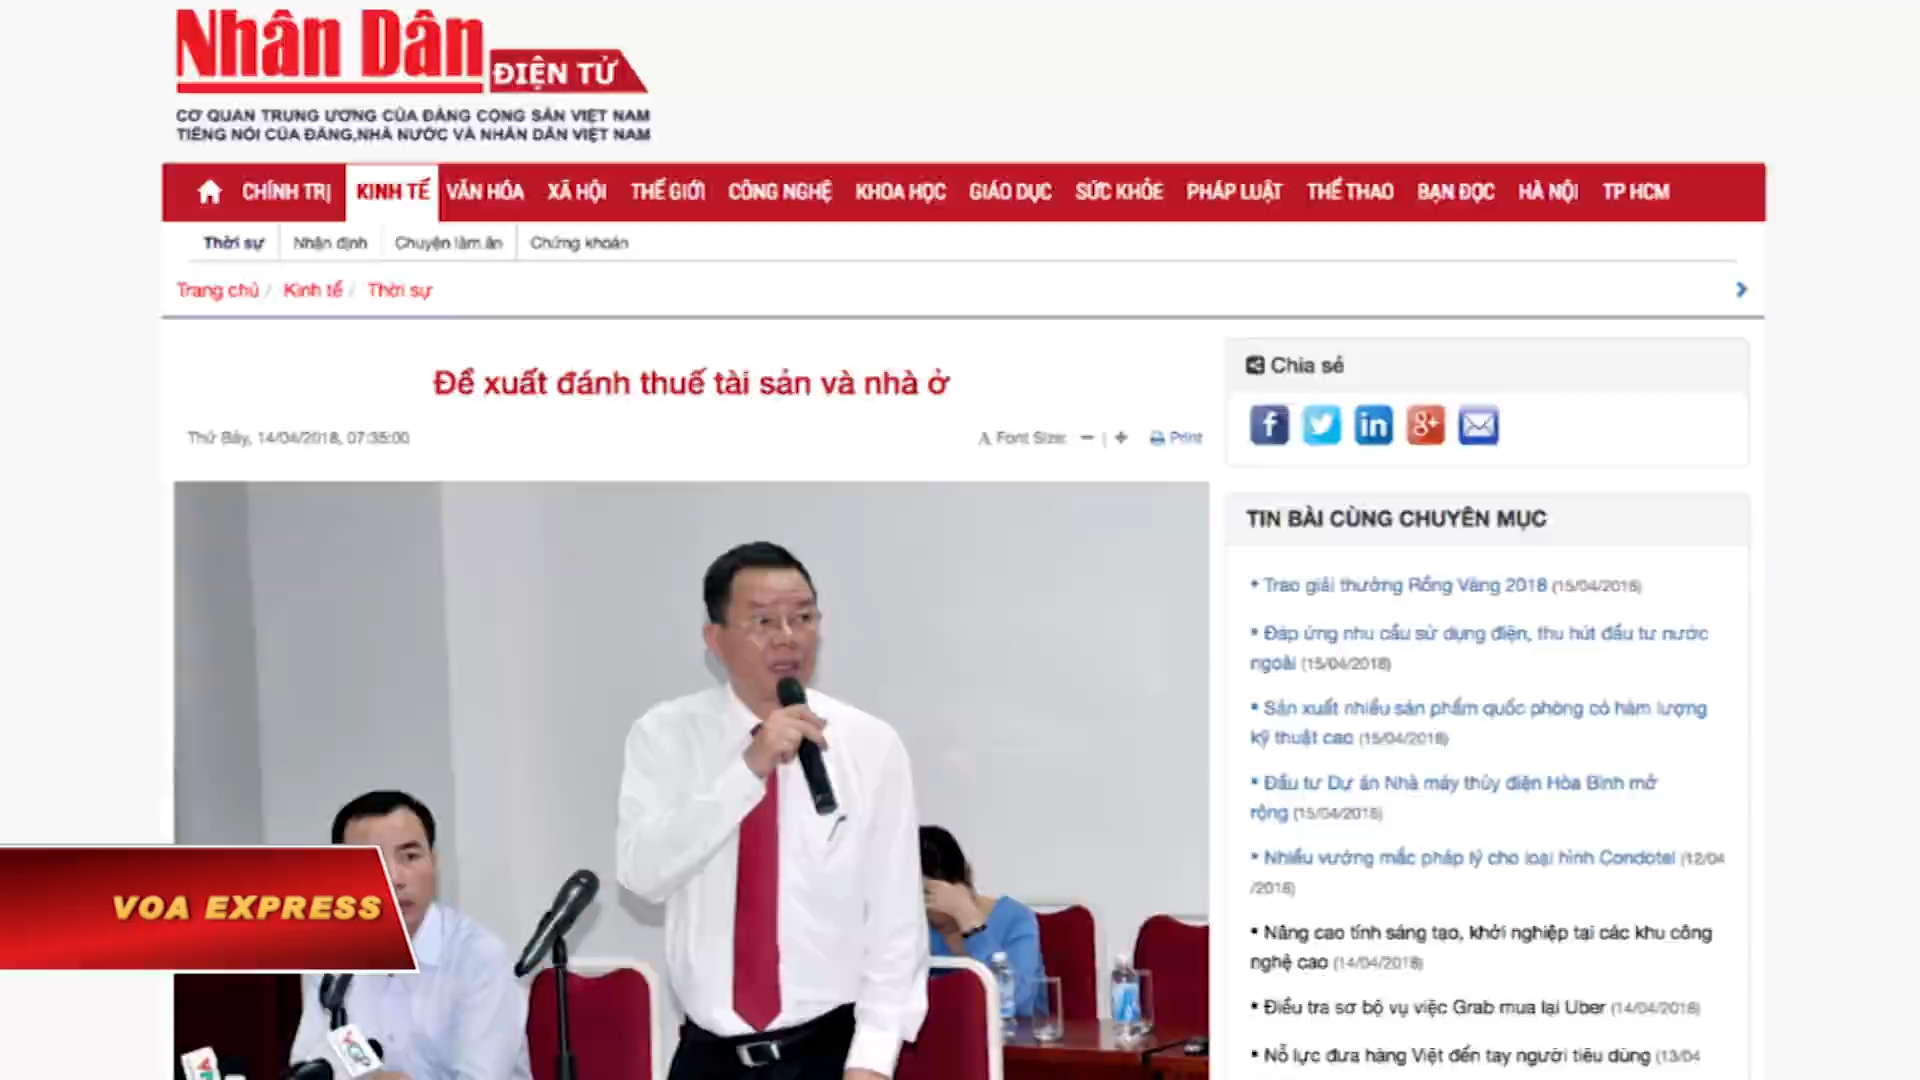 Nhân Dân
ĐIỆN TỬ
CƠ QUAN TRUNG ƯƠNG CỦA ĐẢNG CỘNG SẢN VIỆT NAM
TIẾNG NÓI CỦA ĐẢNG,NHÀ NƯỚC VÀ NHÂN DÂN VIỆT NAM
CHÍNH TRỊ KINH TẾ VĂN HÓA XÃ HỘI THẾ GIỚI CÔNG NGHỆ KHOA HỌC GIÁO DỤC SỨC KHỎE PHÁP LUẬT THỂ THAO BẠN ĐỌC HÀ NỘI TP HCM
Thời sự Nhận định Chuyện làm ăn Chứng khoán
Trang chủ / Kinh tế / Thời sự
Đề xuất đánh thuế tài sản và nhà ở
Thứ Bảy, 14/04/2018, 07:35:00
A Font Size: − | + Print
Chia sẻ
TIN BÀI CÙNG CHUYÊN MỤC
* Trao giải thưởng Rồng Vàng 2018 (15/04/2018)
* Đáp ứng nhu cầu sử dụng điện, thu hút đầu tư nước
ngoài (15/04/2018)
* Sản xuất nhiều sản phẩm quốc phòng có hàm lượng
kỹ thuật cao (15/04/2018)
* Đầu tư Dự án Nhà máy thủy điện Hòa Bình mở
rộng (15/04/2018)
* Nhiều vướng mắc pháp lý cho loại hình Condotel (12/04
/2018)
* Nâng cao tính sáng tạo, khởi nghiệp tại các khu công
nghệ cao (14/04/2018)
* Điều tra sơ bộ vụ việc Grab mua lại Uber (14/04/2018)
* Nỗ lực đưa hàng Việt đến tay người tiêu dùng (13/04
VOA EXPRESS